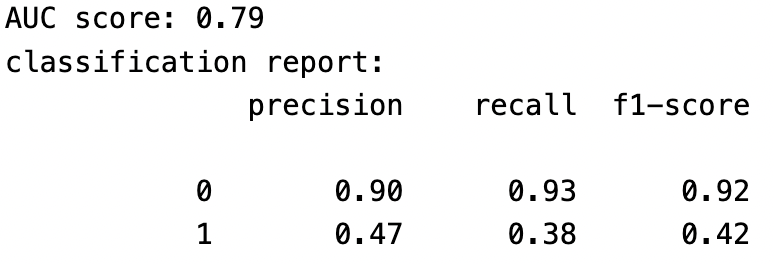 AUC score: 0.79
classification report:
precision recall f1-score
0 0.90 0.93 0.92
1 0.47 0.38 0.42